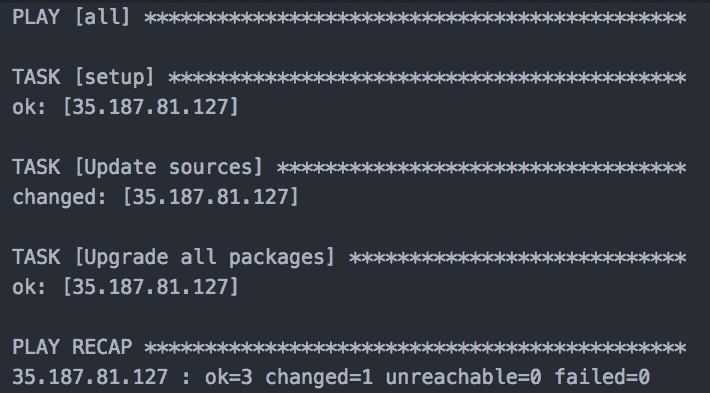 PLAY [all] *********************************************
TASK [setup] *******************************************
ok: [35.187.81.127]
TASK [Update sources] **********************************
changed: [35.187.81.127]
TASK [Upgrade all packages] ****************************
ok: [35.187.81.127]
PLAY RECAP *********************************************
35.187.81.127 : ok=3 changed=1 unreachable=0 failed=0